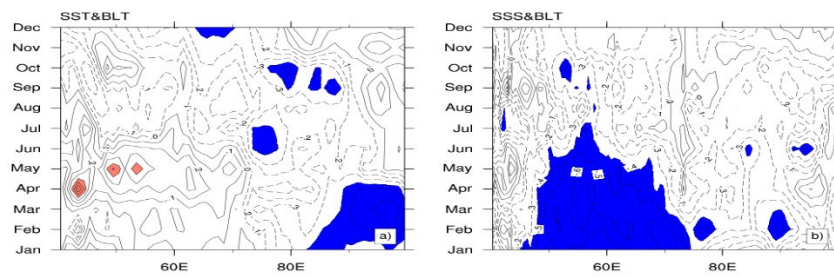 SST&BLT
SSS&BLT
Dec
Nov
Oct
Sep
Aug
Jul
Jun
May
Apr
Mar
Feb
Jan
60E
80E
a)
Dec
Nov
Oct
Sep
Aug
Jul
Jun
May
Apr
Mar
Feb
Jan
60E
80E
b)